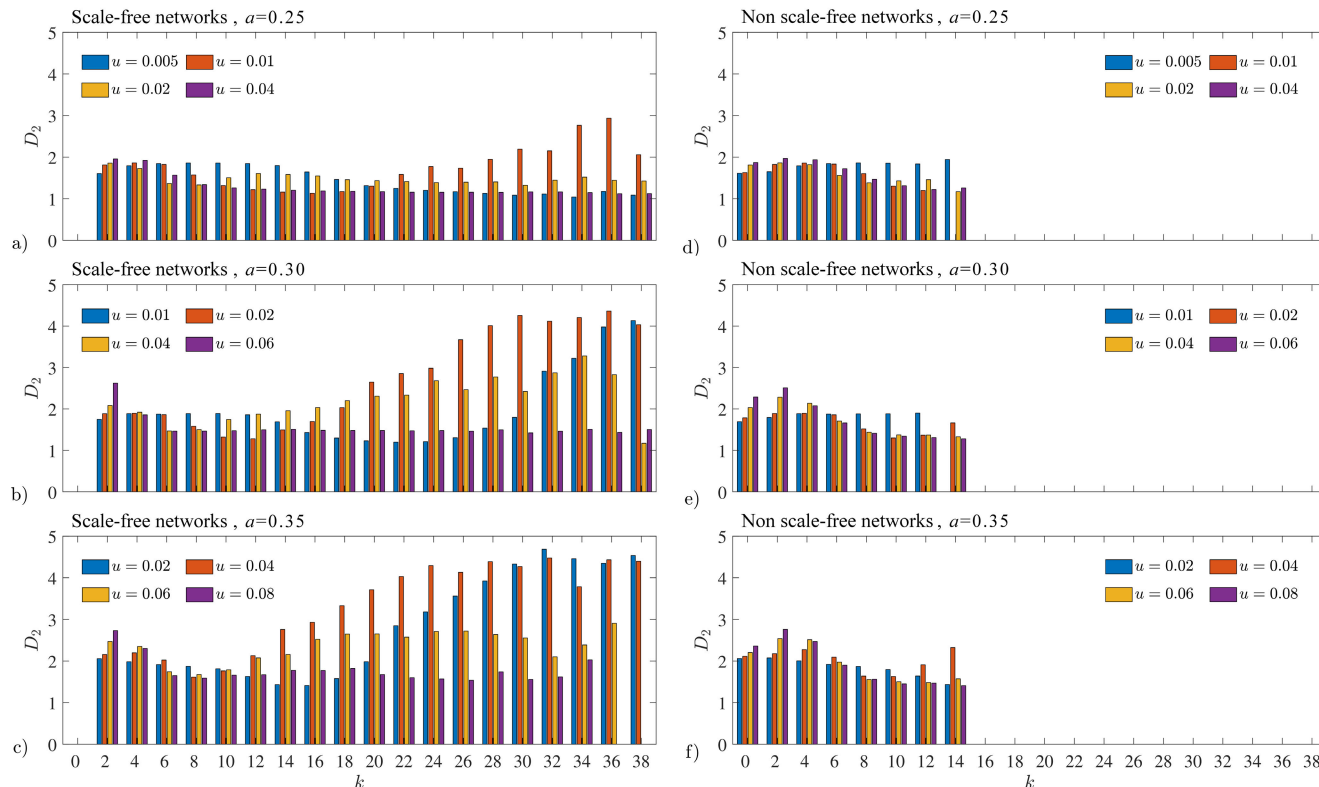 Scale-free networks , a=0.25
5
4
3
2
1
0
D₂
u = 0.005 u = 0.01
u = 0.02 u = 0.04
a)
Non scale-free networks , a=0.25
5
4
3
2
1
0
D₂
u = 0.005 u = 0.01
u = 0.02 u = 0.04
d)
Scale-free networks , a=0.30
5
4
3
2
1
0
D₂
u = 0.01 u = 0.02
u = 0.04 u = 0.06
b)
Non scale-free networks , a=0.30
5
4
3
2
1
0
D₂
u = 0.01 u = 0.02
u = 0.04 u = 0.06
e)
Scale-free networks , a=0.35
5
4
3
2
1
0
D₂
u = 0.02 u = 0.04
u = 0.06 u = 0.08
c)
0 2 4 6 8 10 12 14 16 18 20 22 24 26 28 30 32 34 36 38
k
Non scale-free networks , a=0.35
5
4
3
2
1
0
D₂
u = 0.02 u = 0.04
u = 0.06 u = 0.08
f)
0 2 4 6 8 10 12 14 16 18 20 22 24 26 28 30 32 34 36 38
k